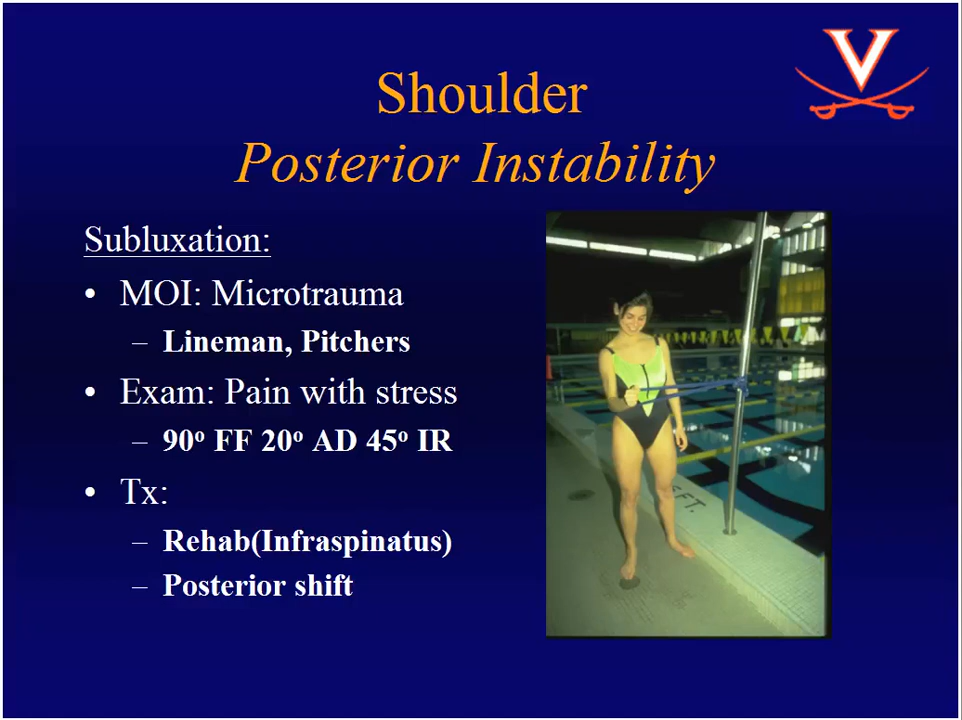 Shoulder
Posterior Instability
Subluxation:
• MOI: Microtrauma
– Lineman, Pitchers
• Exam: Pain with stress
– 90º FF 20º AD 45º IR
• Tx:
– Rehab(Infraspinatus)
– Posterior shift
V
FT.